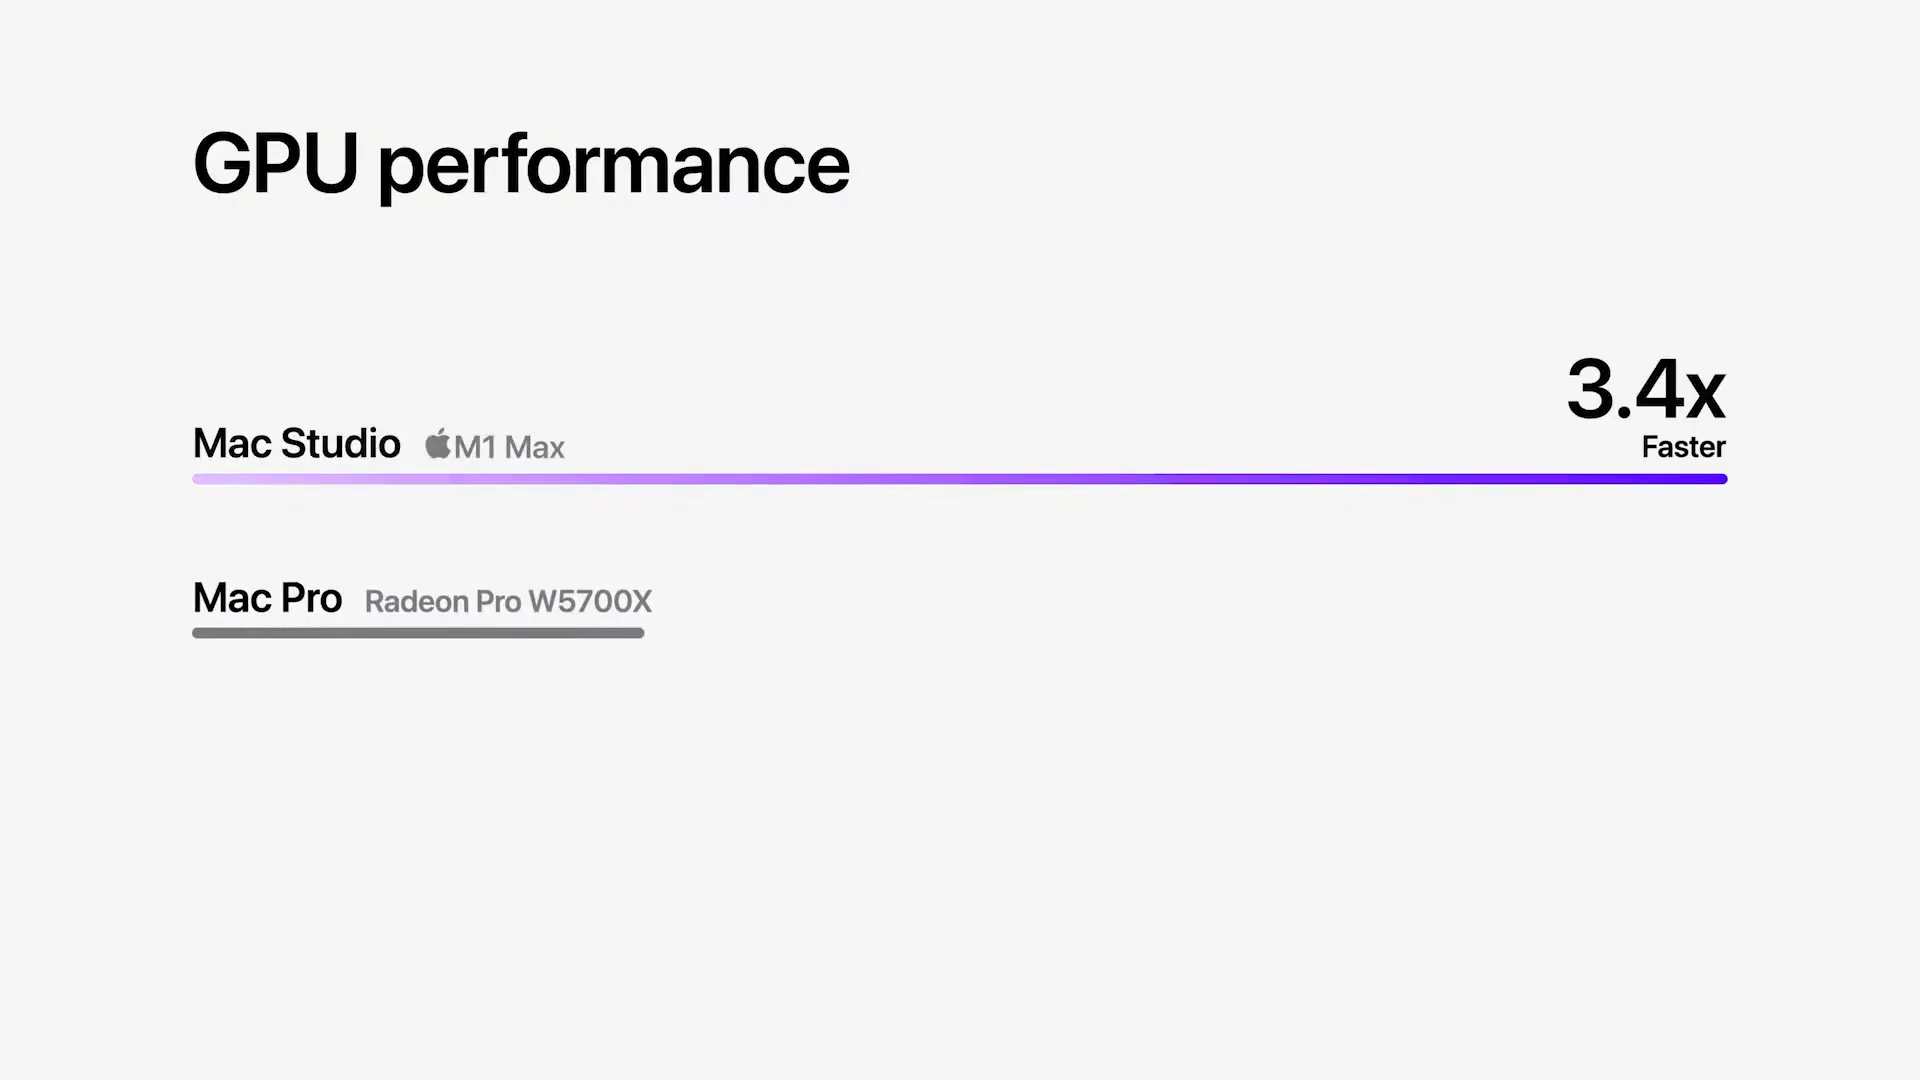 GPU performance
3.4x
Faster
Mac Studio M1 Max
Mac Pro Radeon Pro W5700X